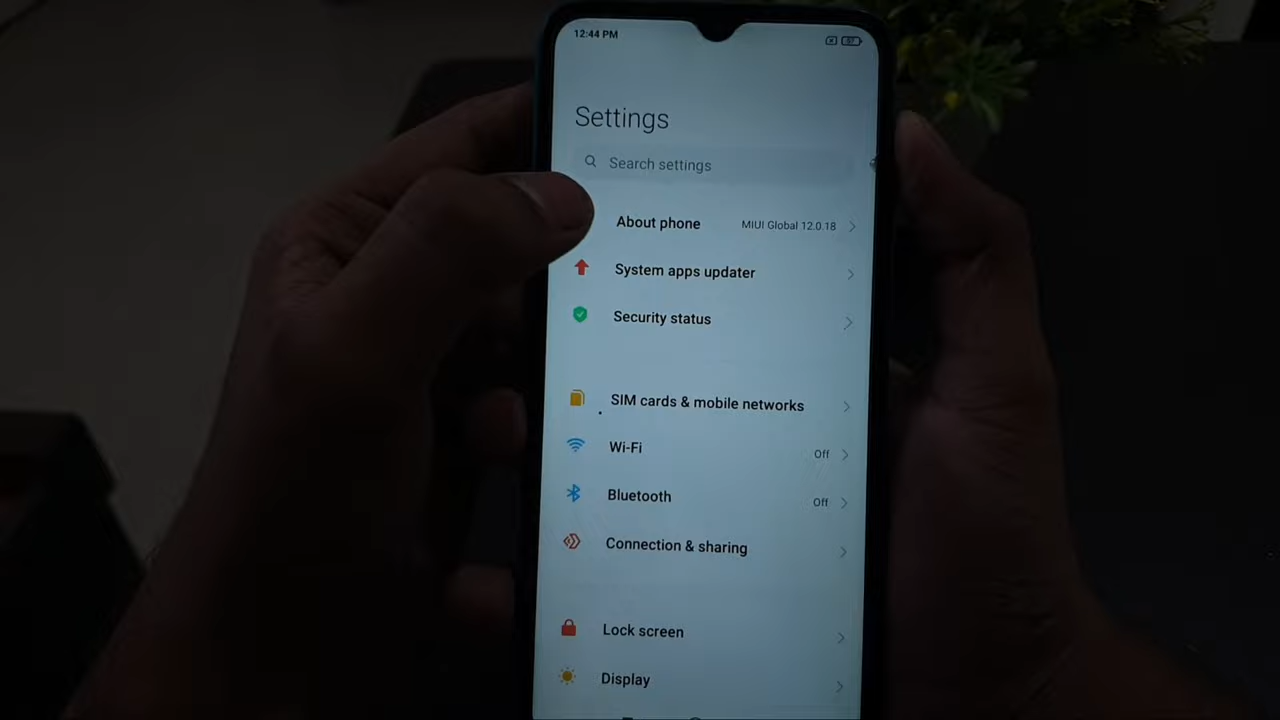 12:44 PM
Settings
Search settings
About phone MIUI Global 12.0.18
System apps updater
Security status
SIM cards & mobile networks
Wi-Fi Off
Bluetooth Off
Connection & sharing
Lock screen
Display